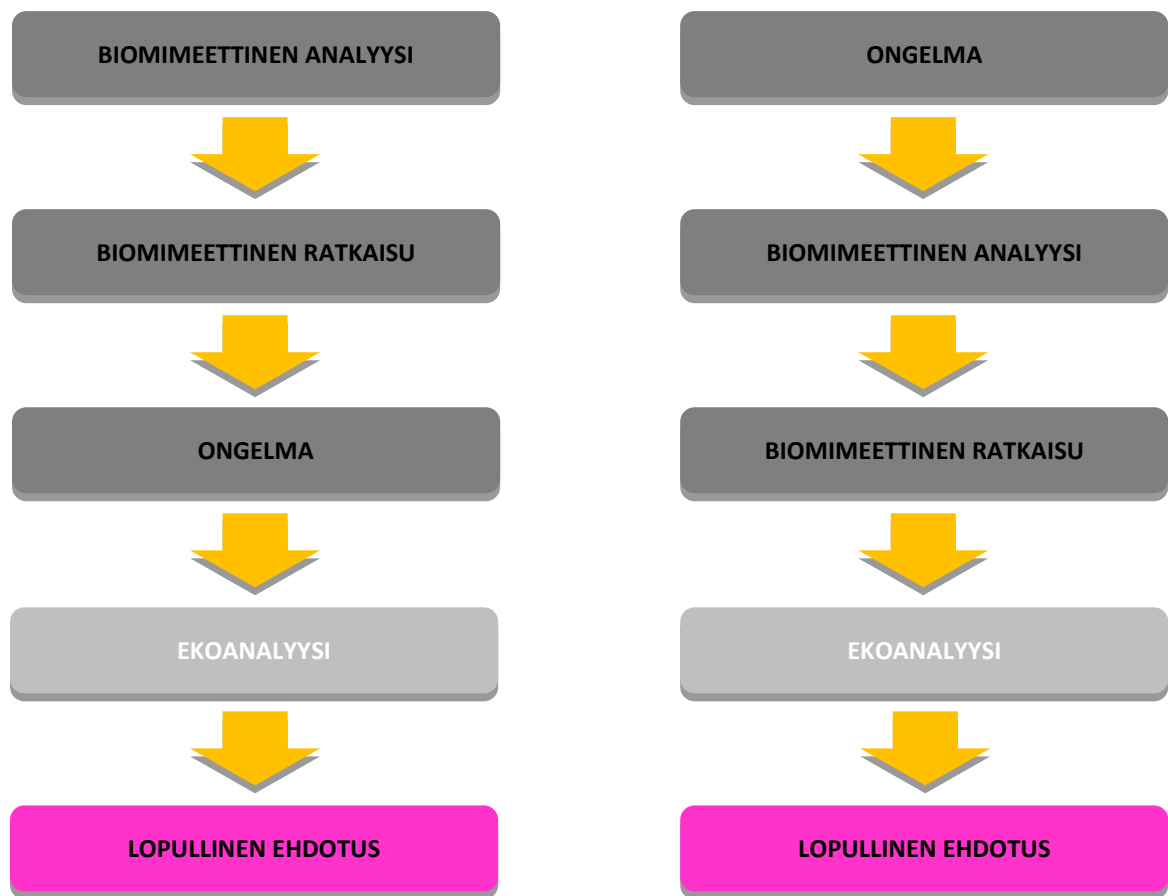 BIOMIMEETTINEN ANALYYSI
BIOMIMEETTINEN RATKAISU
ONGELMA
EKOANALYYSI
LOPULLINEN EHDOTUS
ONGELMA
BIOMIMEETTINEN ANALYYSI
BIOMIMEETTINEN RATKAISU
EKOANALYYSI
LOPULLINEN EHDOTUS